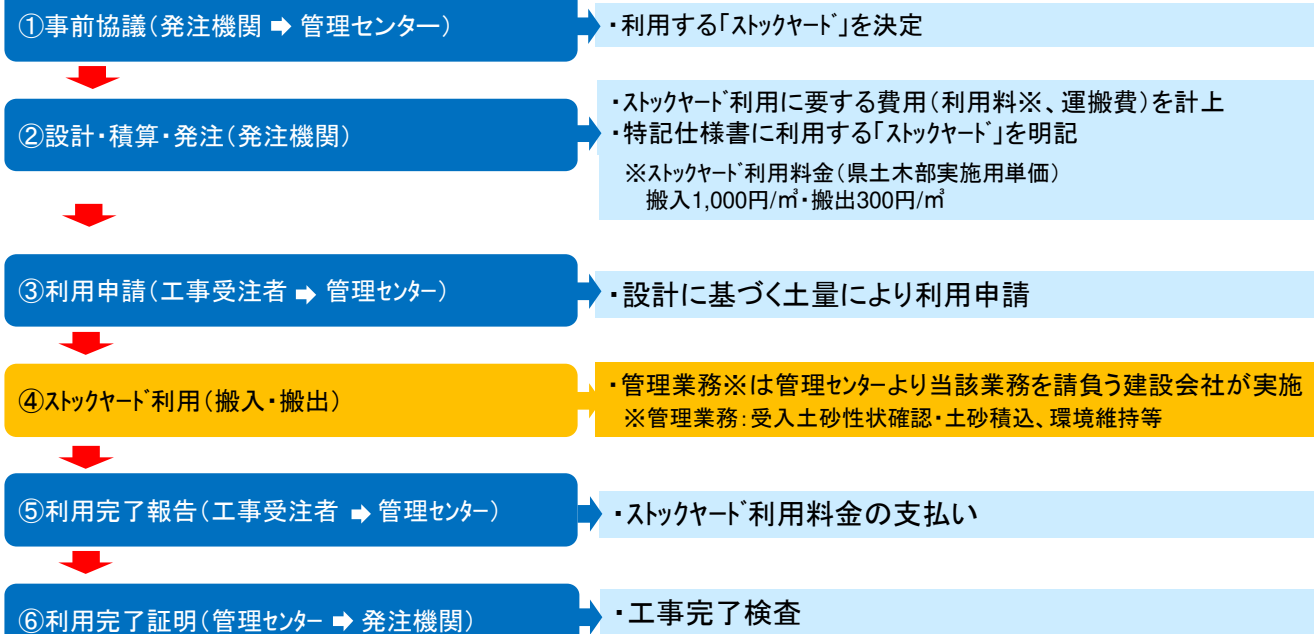 ①事前協議(発注機関 ➡ 管理センター)
・利用する「ストックヤード」を決定
②設計・積算・発注(発注機関)
・ストックヤード利用に要する費用(利用料※、運搬費)を計上
・特記仕様書に利用する「ストックヤード」を明記
※ストックヤード利用料金(県土木部実施用単価)
搬入1,000円/㎥・搬出300円/㎥
③利用申請(工事受注者 ➡ 管理センター)
・設計に基づく土量により利用申請
④ストックヤード利用(搬入・搬出)
・管理業務※は管理センターより当該業務を請負う建設会社が実施
※管理業務:受入土砂性状確認・土砂積込、環境維持等
⑤利用完了報告(工事受注者 ➡ 管理センター)
・ストックヤード利用料金の支払い
⑥利用完了証明(管理センター ➡ 発注機関)
・工事完了検査